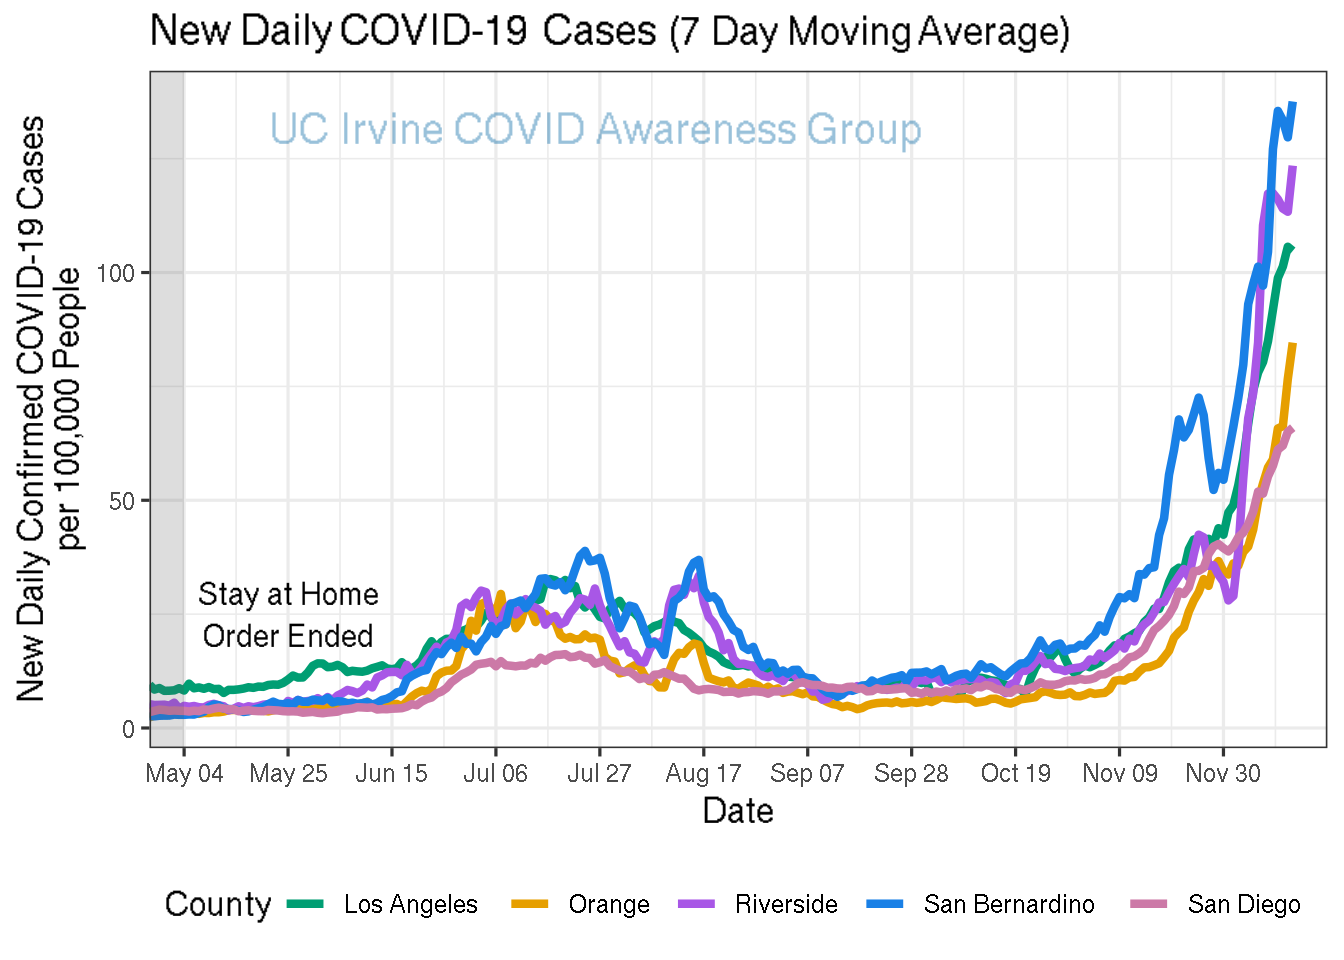 New Daily COVID-19 Cases (7 Day Moving Average)
UC Irvine COVID Awareness Group
New Daily Confirmed COVID-19 Cases
per 100,000 People
100
50
0
Stay at Home
Order Ended
May 04 May 25 Jun 15 Jul 06 Jul 27 Aug 17 Sep 07 Sep 28 Oct 19 Nov 09 Nov 30
Date
County Los Angeles Orange Riverside San Bernardino San Diego